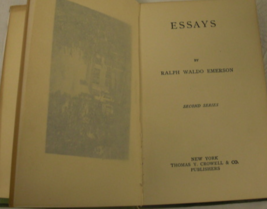 ESSAYS
BY
RALPH WALDO EMERSON
SECOND SERIES
NEW YORK
THOMAS Y. CROWELL & CO.
PUBLISHERS